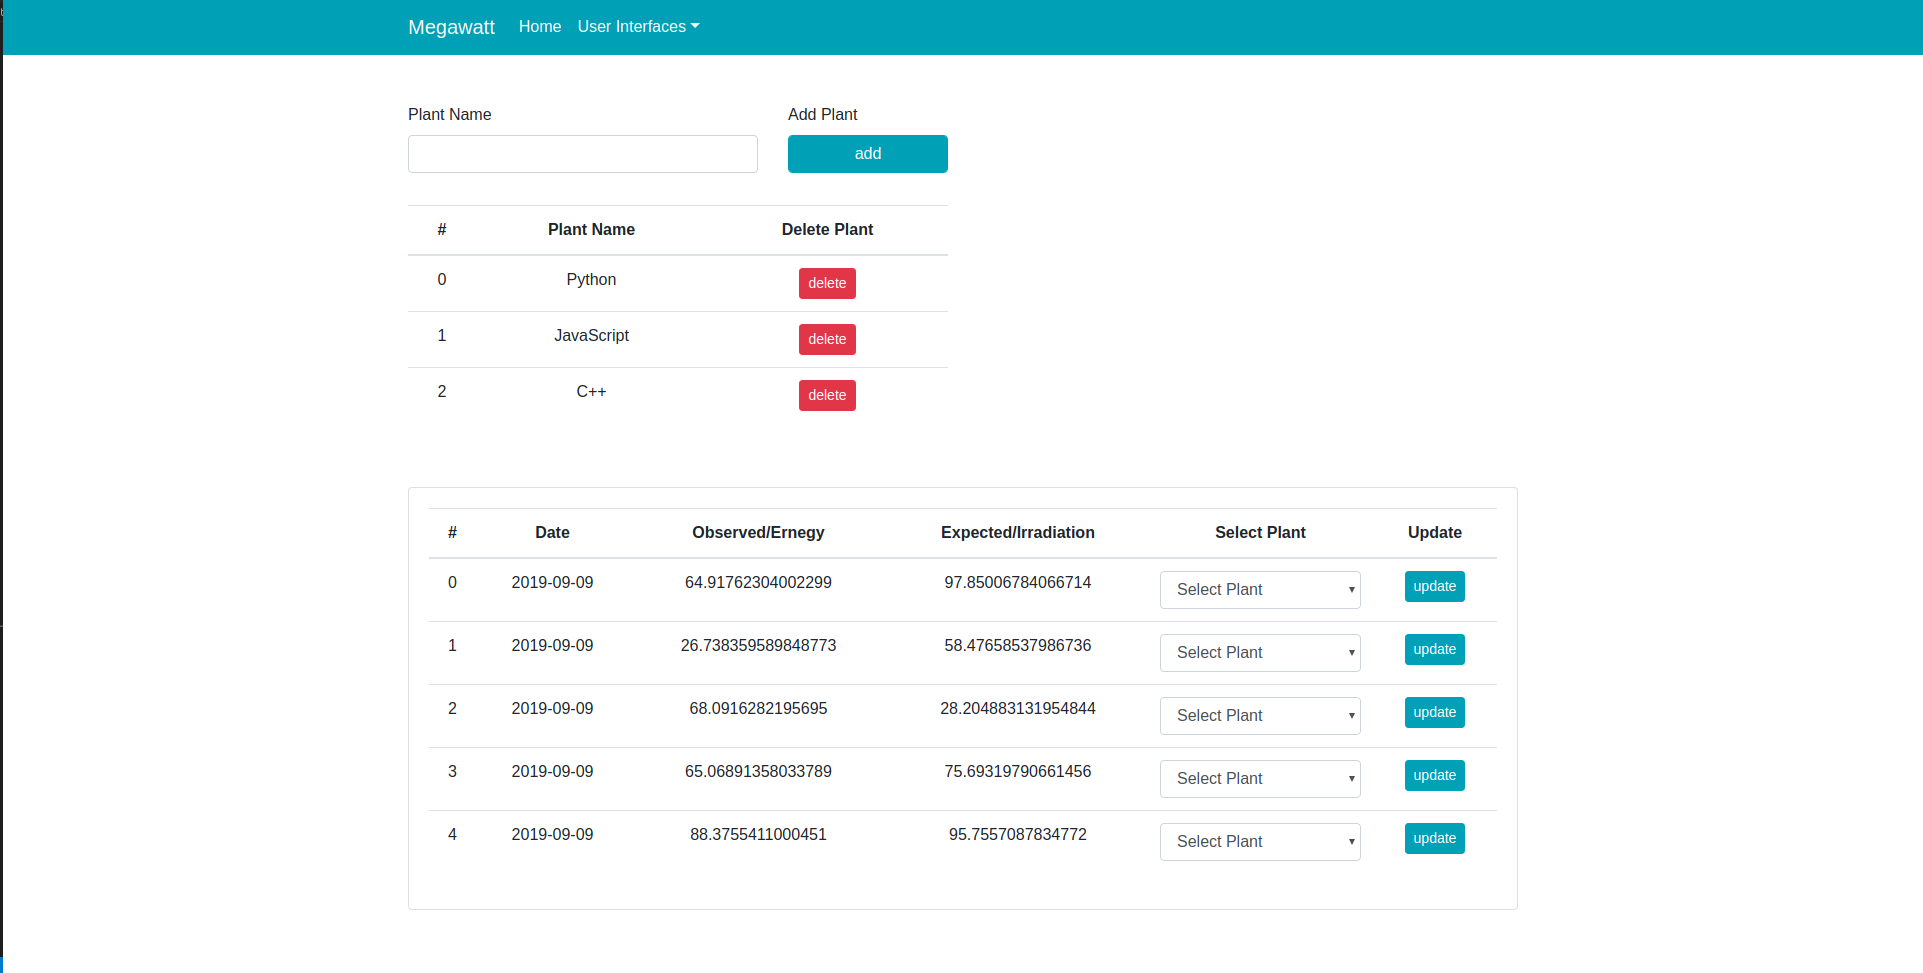 Megawatt Home User Interfaces
Plant Name Add Plant
add
# Plant Name Delete Plant
0 Python delete
1 JavaScript delete
2 C++ delete
# Date Observed/Ernegy Expected/Irradiation Select Plant Update
0 2019-09-09 64.91762304002299 97.85006784066714 Select Plant update
1 2019-09-09 26.738359589848773 58.47658537986736 Select Plant update
2 2019-09-09 68.0916282195695 28.204883131954844 Select Plant update
3 2019-09-09 65.06891358033789 75.69319790661456 Select Plant update
4 2019-09-09 88.3755411000451 95.7557087834772 Select Plant update